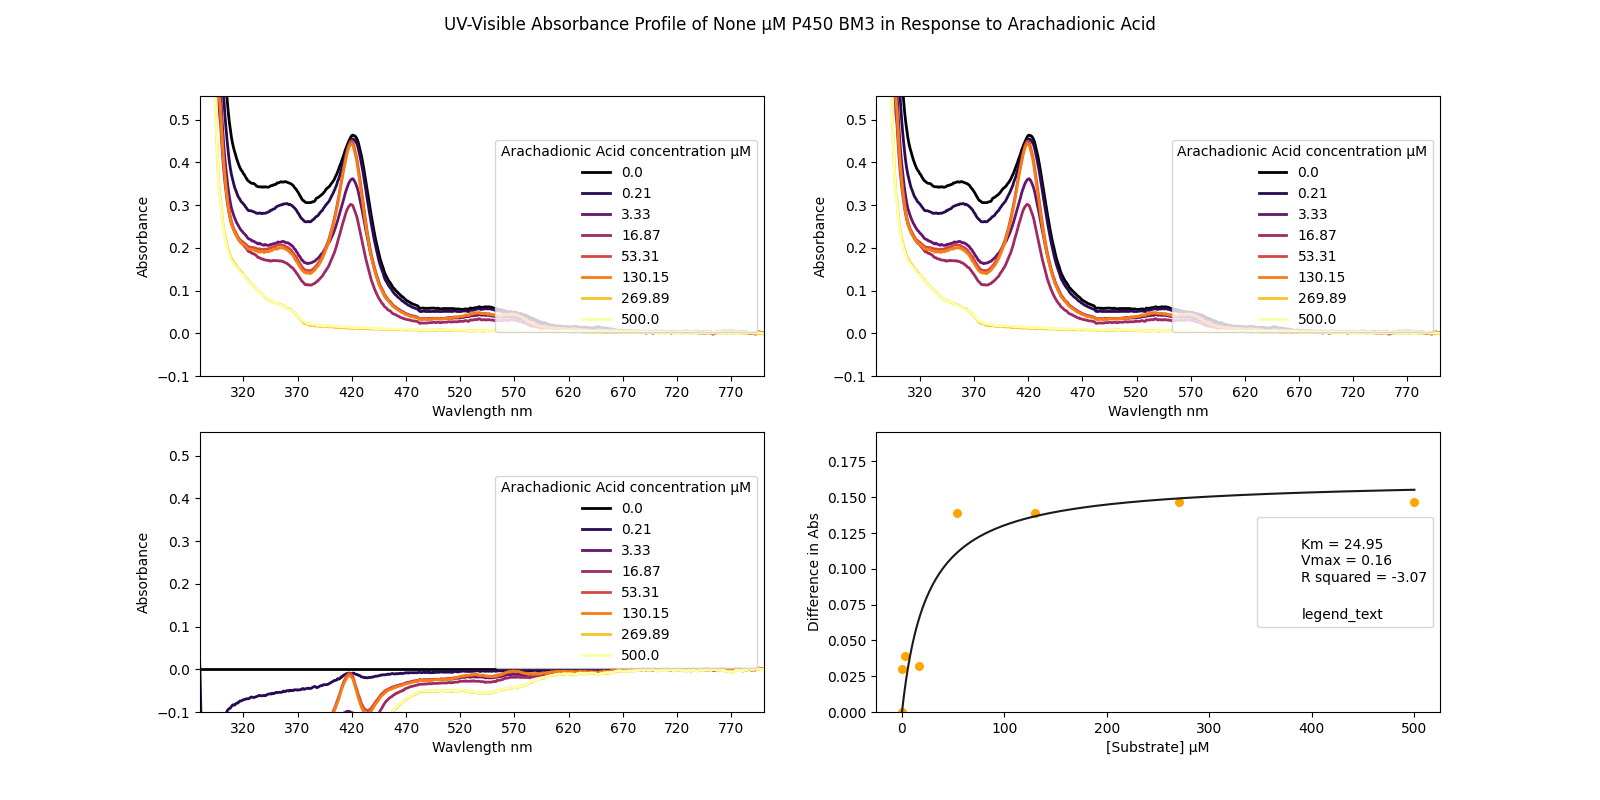 UV-Visible Absorbance Profile of None μM P450 BM3 in Response to Arachadionic Acid
0.5
0.4
0.3
0.2
0.1
0.0
−0.1
Absorbance
Arachadionic Acid concentration μM
0.0
0.21
3.33
16.87
53.31
130.15
269.89
500.0
320 370 420 470 520 570 620 670 720 770
Wavlength nm
0.5
0.4
0.3
0.2
0.1
0.0
−0.1
Absorbance
Arachadionic Acid concentration μM
0.0
0.21
3.33
16.87
53.31
130.15
269.89
500.0
320 370 420 470 520 570 620 670 720 770
Wavlength nm
0.5
0.4
0.3
0.2
0.1
0.0
−0.1
Absorbance
Arachadionic Acid concentration μM
0.0
0.21
3.33
16.87
53.31
130.15
269.89
500.0
320 370 420 470 520 570 620 670 720 770
Wavlength nm
0.175
0.150
0.125
0.100
0.075
0.050
0.025
0.000
Difference in Abs
Km = 24.95
Vmax = 0.16
R squared = -3.07
legend_text
0 100 200 300 400 500
[Substrate] μM